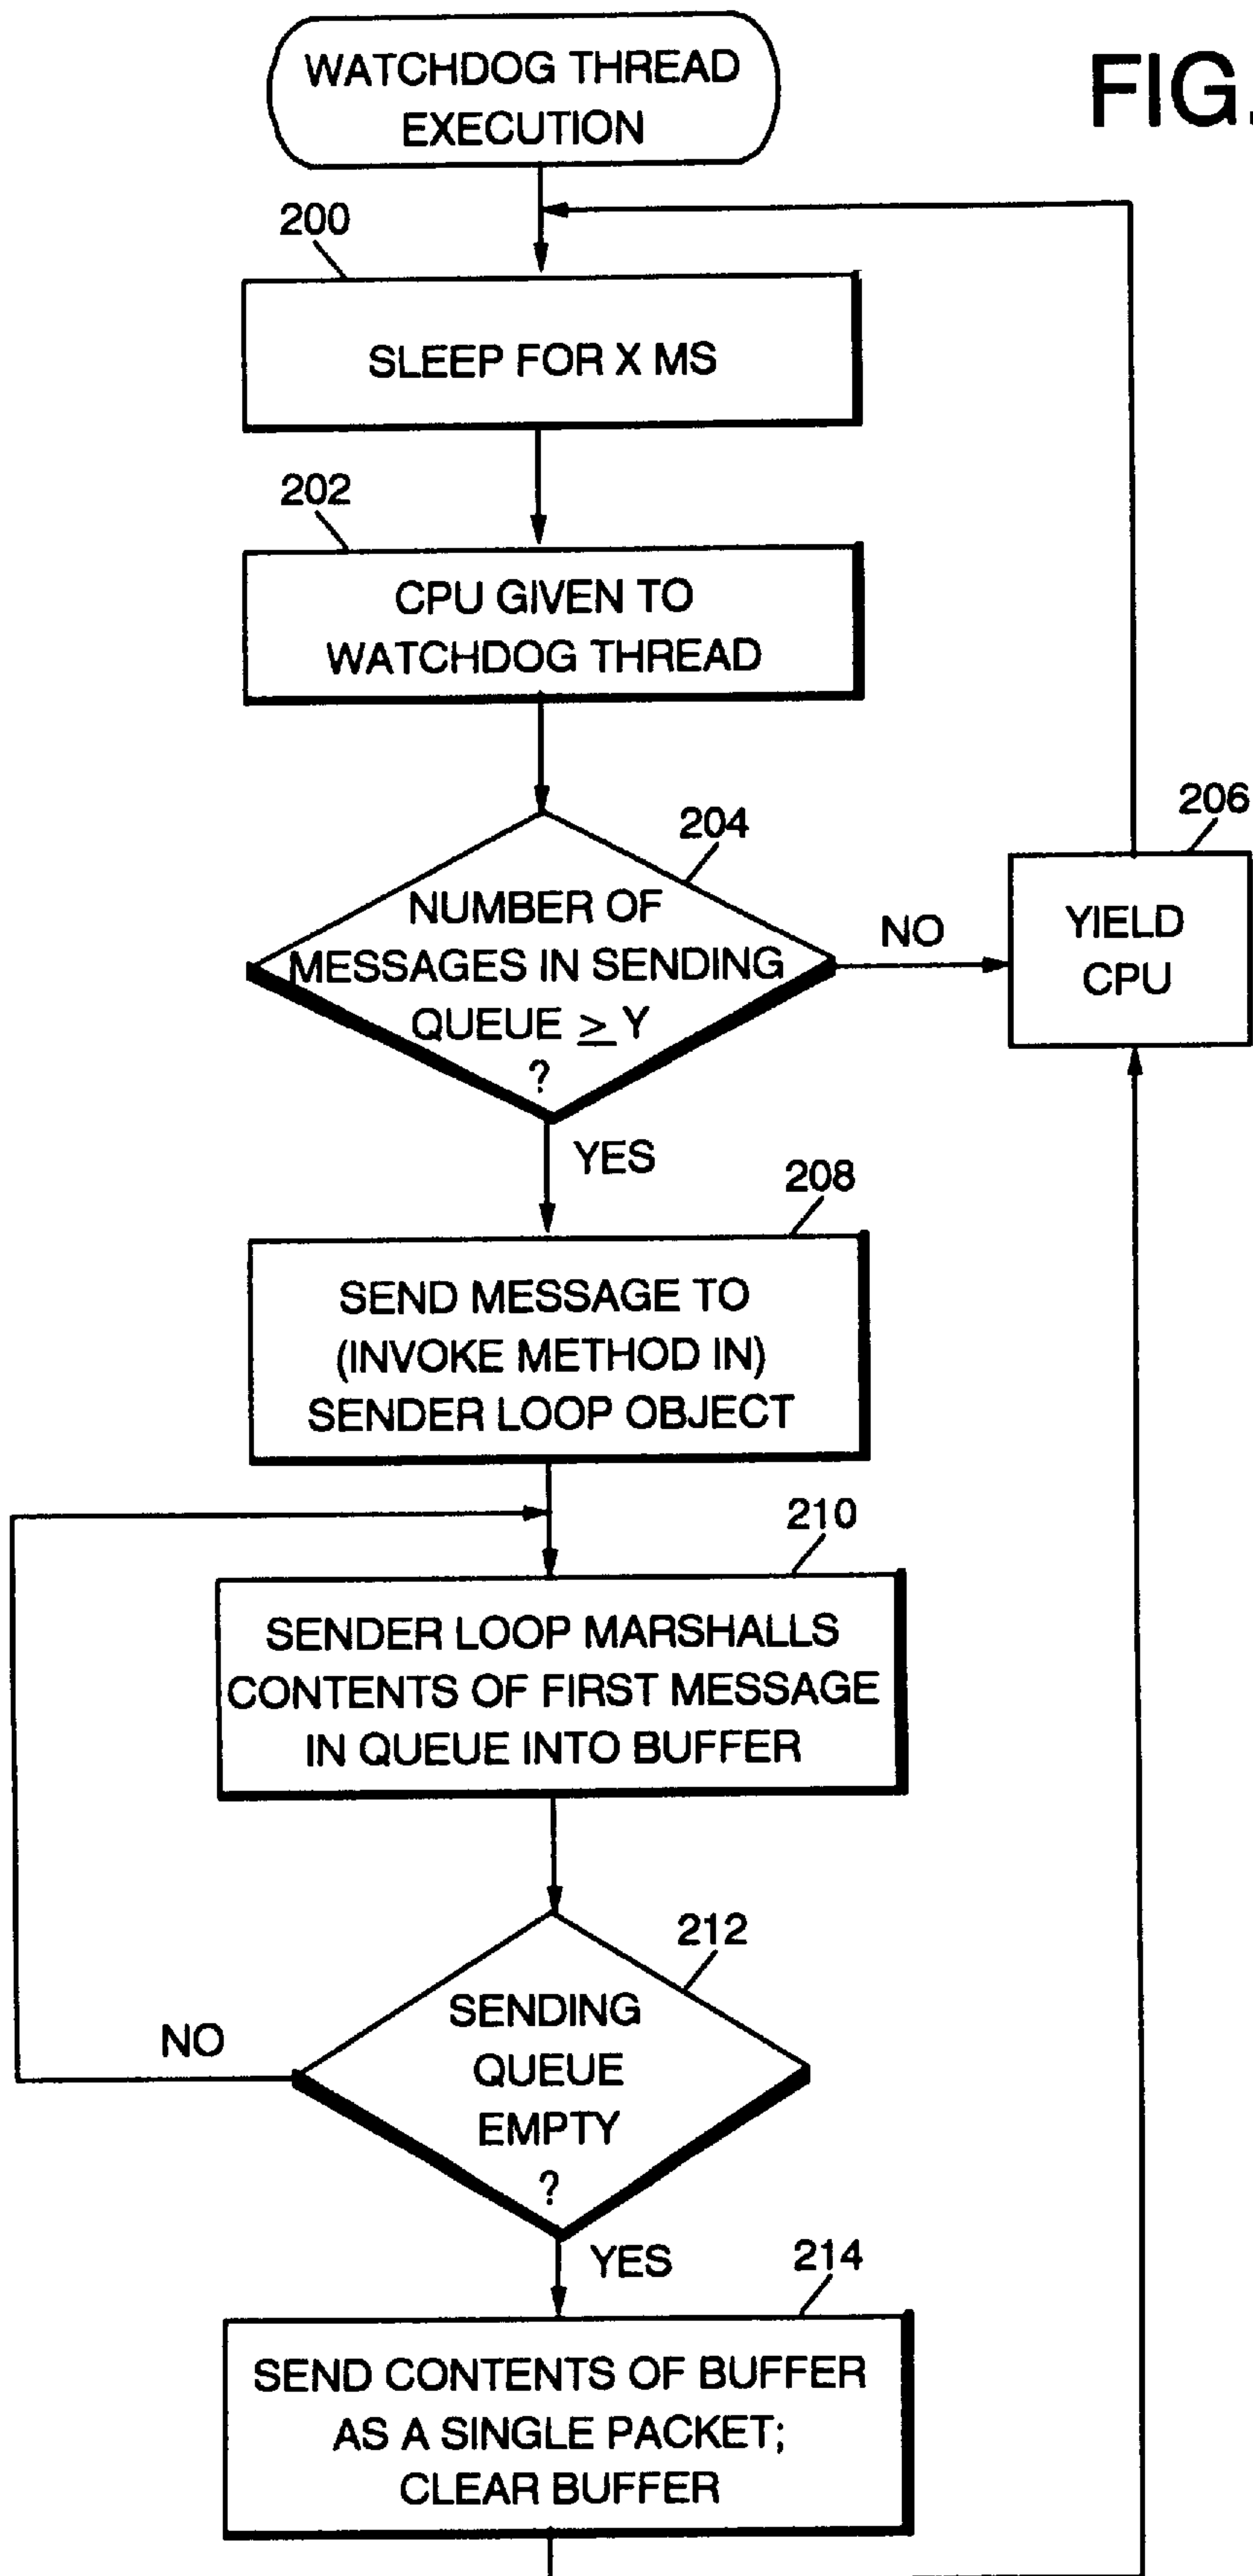 WATCHDOG THREAD
EXECUTION
FIG.
200
SLEEP FOR X MS
202
CPU GIVEN TO
WATCHDOG THREAD
204
NUMBER OF
MESSAGES IN SENDING
QUEUE ≥ Y
?
NO
206
YIELD
CPU
YES
208
SEND MESSAGE TO
(INVOKE METHOD IN)
SENDER LOOP OBJECT
210
SENDER LOOP MARSHALLS
CONTENTS OF FIRST MESSAGE
IN QUEUE INTO BUFFER
212
SENDING
QUEUE
EMPTY
?
NO
YES
214
SEND CONTENTS OF BUFFER
AS A SINGLE PACKET;
CLEAR BUFFER